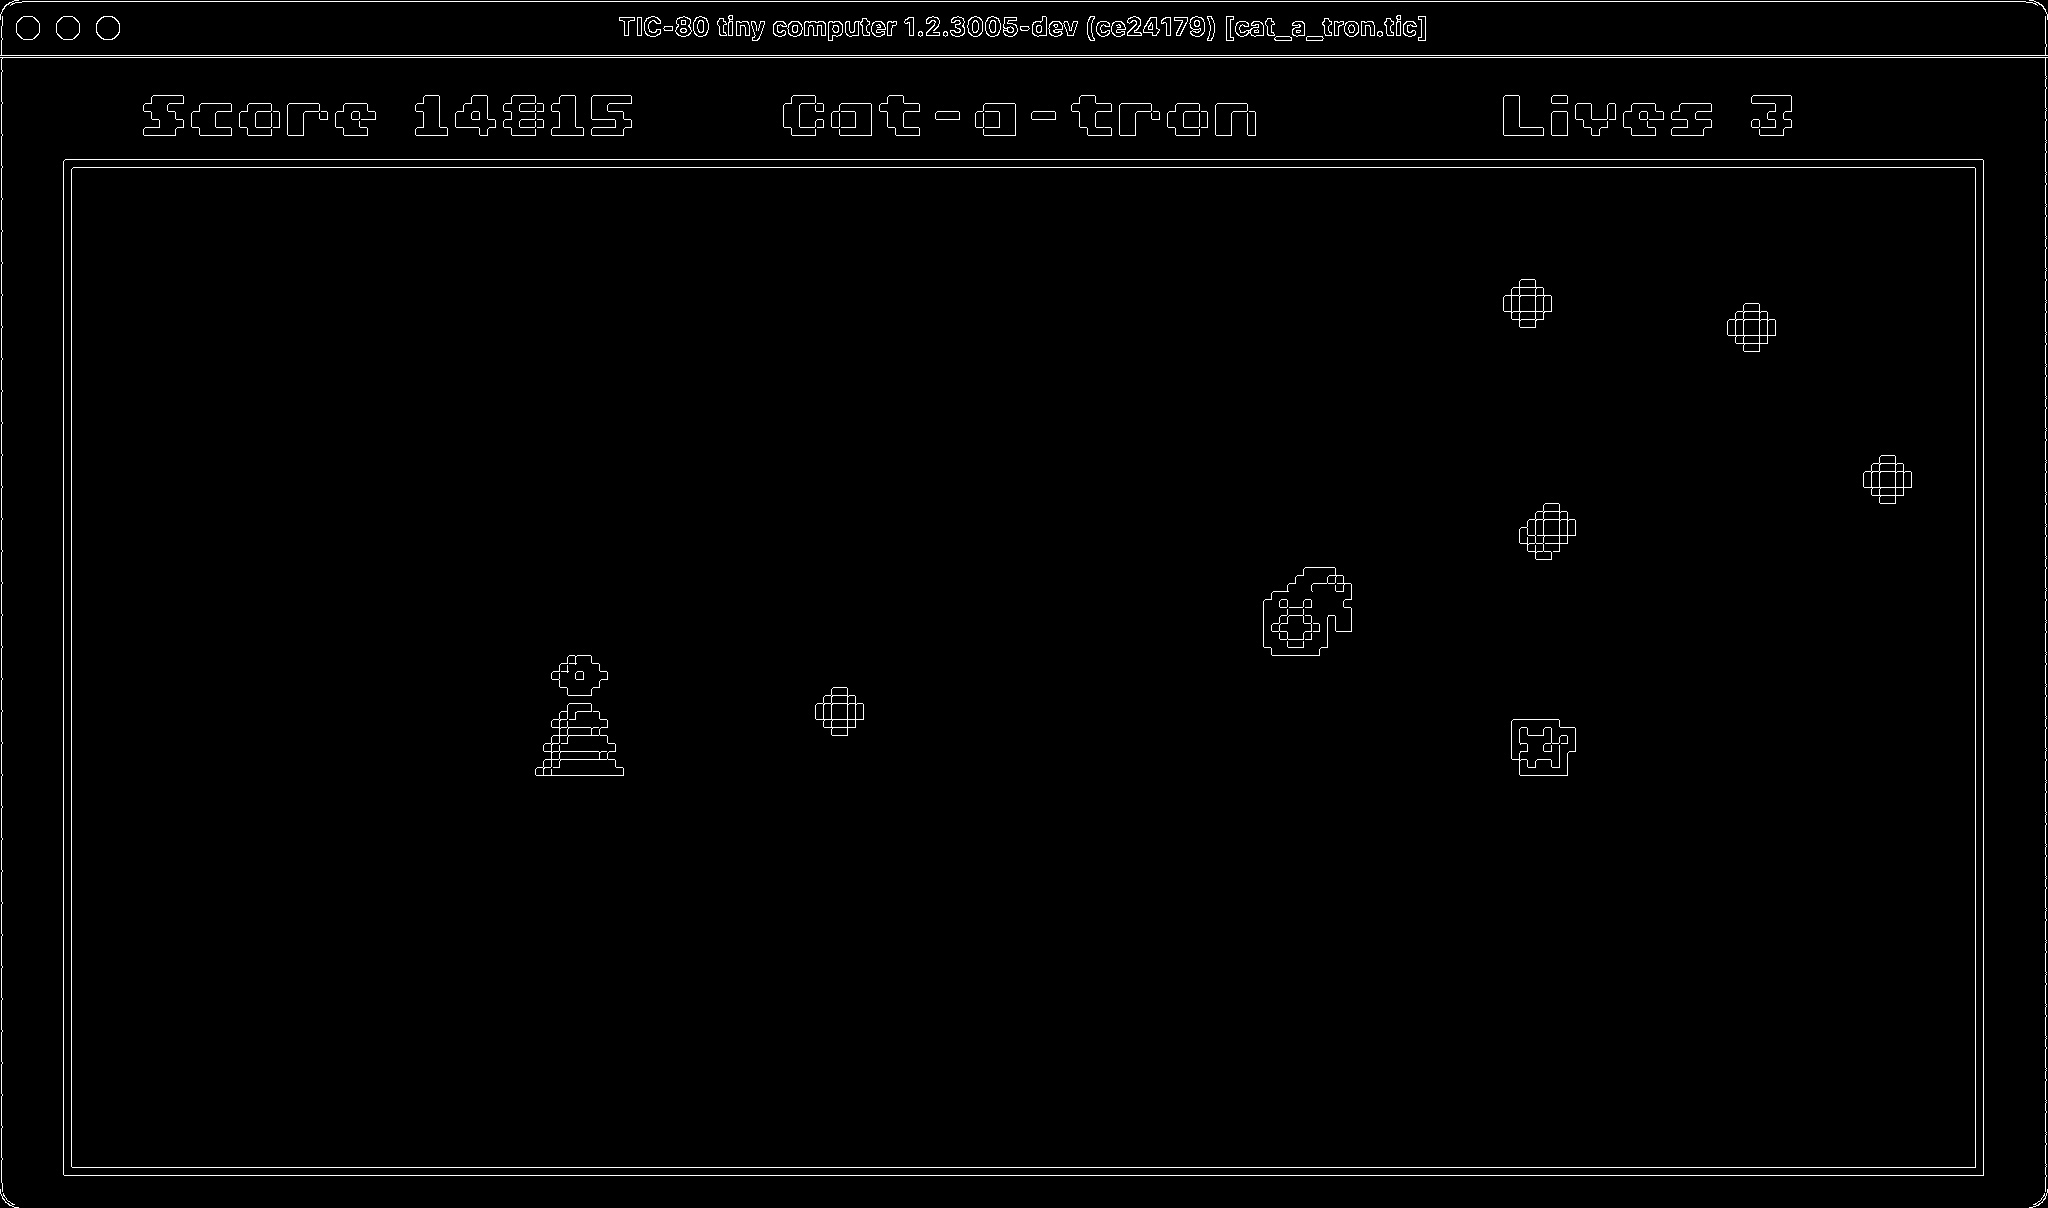 TIC-80 tiny computer 1.2.3005-dev (ce24179) [cat_a_tron.tic]
Score 14815 Cat-a-tron Lives 3